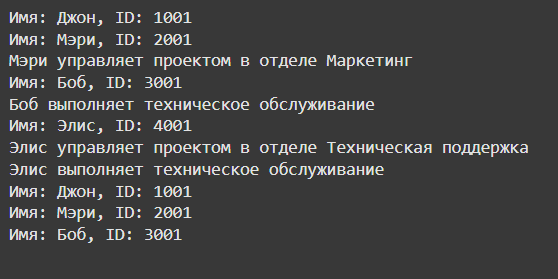 Имя: Джон, ID: 1001
Имя: Мэри, ID: 2001
Мэри управляет проектом в отделе Маркетинг
Имя: Боб, ID: 3001
Боб выполняет техническое обслуживание
Имя: Элис, ID: 4001
Элис управляет проектом в отделе Техническая поддержка
Элис выполняет техническое обслуживание
Имя: Джон, ID: 1001
Имя: Мэри, ID: 2001
Имя: Боб, ID: 3001